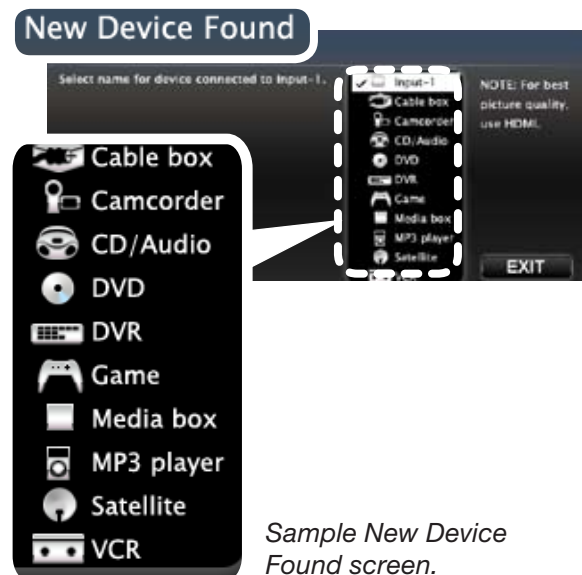 New Device Found
Select name for device connected to Input-1.
Input-1
Cable box
Camcorder
CD/Audio
DVD
DVR
Game
Media box
MP3 player
Satellite
VCR
NOTE: For best
picture quality,
use HDMI.
EXIT
Cable box
Camcorder
CD/Audio
DVD
DVR
Game
Media box
MP3 player
Satellite
VCR
Sample New Device
Found screen.